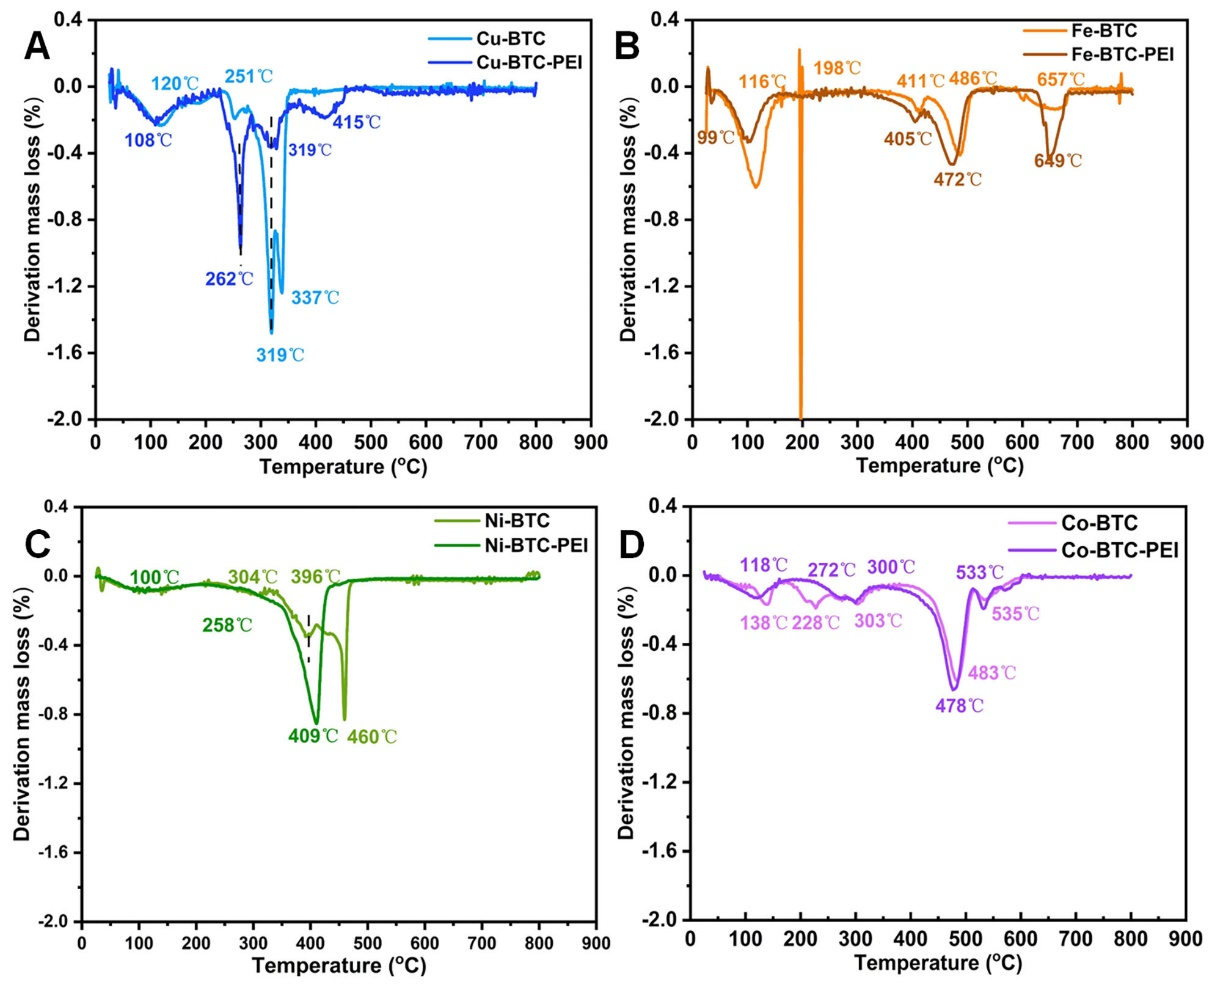 A
0.4
0.0
-0.4
-0.8
-1.2
-1.6
-2.0
Derivation mass loss (%)
Cu-BTC
Cu-BTC-PEI
120℃
251℃
108℃
415℃
319℃
262℃
337℃
319℃
0 100 200 300 400 500 600 700 800 900
Temperature (ºC)
B
0.4
0.0
-0.4
-0.8
-1.2
-1.6
-2.0
Derivation mass loss (%)
Fe-BTC
Fe-BTC-PEI
198℃
116℃
411℃
486℃
657℃
99℃
405℃
649℃
472℃
0 100 200 300 400 500 600 700 800 900
Temperature (ºC)
C
0.4
0.0
-0.4
-0.8
-1.2
-1.6
-2.0
Derivation mass loss (%)
Ni-BTC
Ni-BTC-PEI
100℃
304℃
396℃
258℃
409℃
460℃
0 100 200 300 400 500 600 700 800 900
Temperature (ºC)
D
0.4
0.0
-0.4
-0.8
-1.2
-1.6
-2.0
Derivation mass loss (%)
Co-BTC
Co-BTC-PEI
118℃
272℃
300℃
533℃
138℃
228℃
303℃
535℃
483℃
478℃
0 100 200 300 400 500 600 700 800 900
Temperature (ºC)